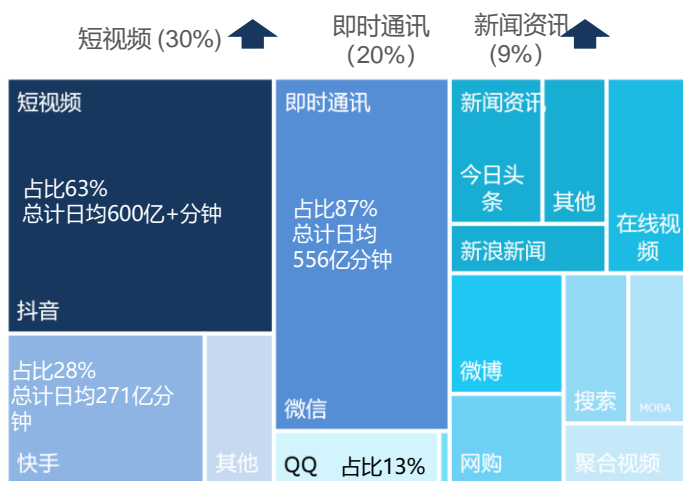 短视频 (30%)
即时通讯
(20%)
新闻资讯
(9%)
短视频
占比63%
总计日均600亿+分钟
抖音
占比28%
总计日均271亿分
钟
快手
其他
即时通讯
占比87%
总计日均
556亿分钟
微信
QQ 占比13%
新闻资讯
今日头
条
其他
新浪新闻
在线视
频
微博
网购
搜索
MOBA
聚合视频